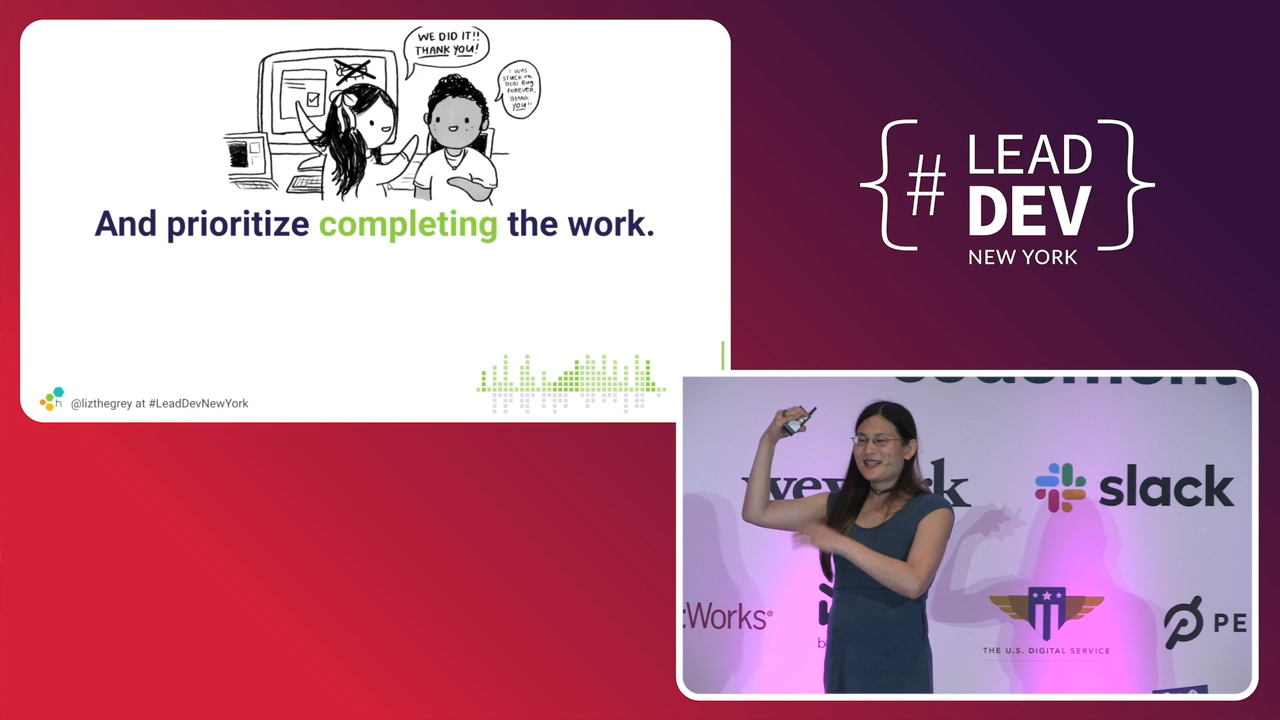 WE DID IT!!
THANK YOU!
I WAS
STUCK ON
THAT BUG
FOREVER.
THANK
YOU!!
And prioritize completing the work.
h @lizthegrey at #LeadDevNewYork
{# LEAD
DEV}
NEW YORK
slack
THE U.S. DIGITAL SERVICE
PE